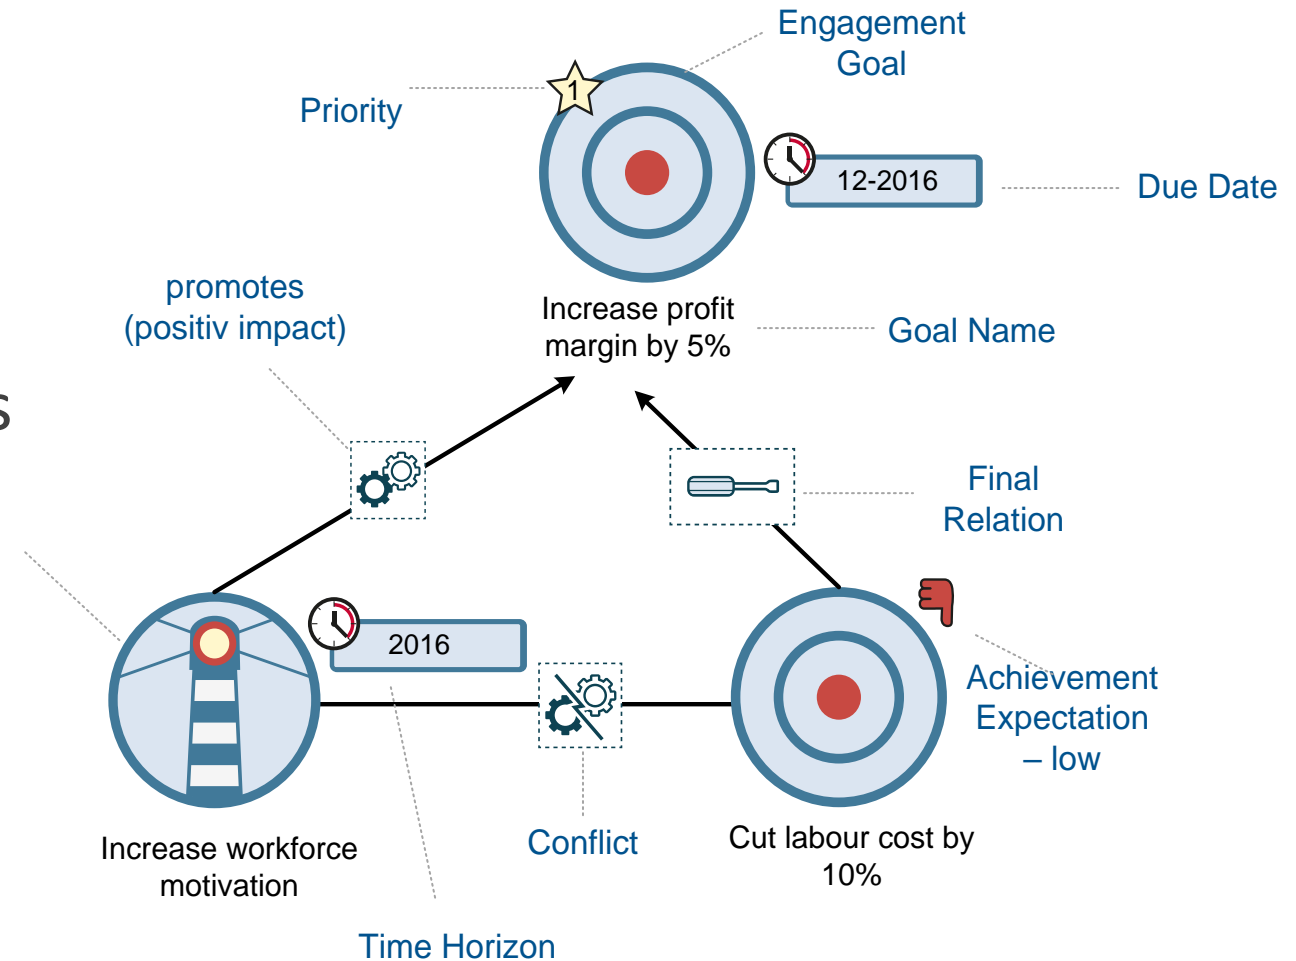 Engagement
Goal
1
Priority
12-2016
Due Date
promotes
(positiv impact)
Increase profit
margin by 5%
Goal Name
s
Final
Relation
2016
Achievement
Expectation
– low
Conflict
Cut labour cost by
10%
Increase workforce
motivation
Time Horizon